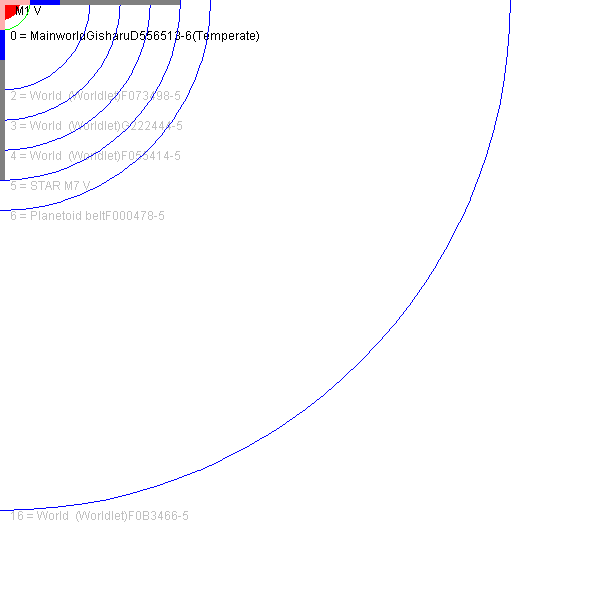 M1 V
0 = MainworldGisharuD556513-6(Temperate)
2 = World  (Worldlet)F073498-5
3 = World  (Worldlet)G222444-5
4 = World  (Worldlet)F055414-5
5 = STAR M7 V
6 = Planetoid beltF000478-5
16 = World  (Worldlet)F0B3466-5